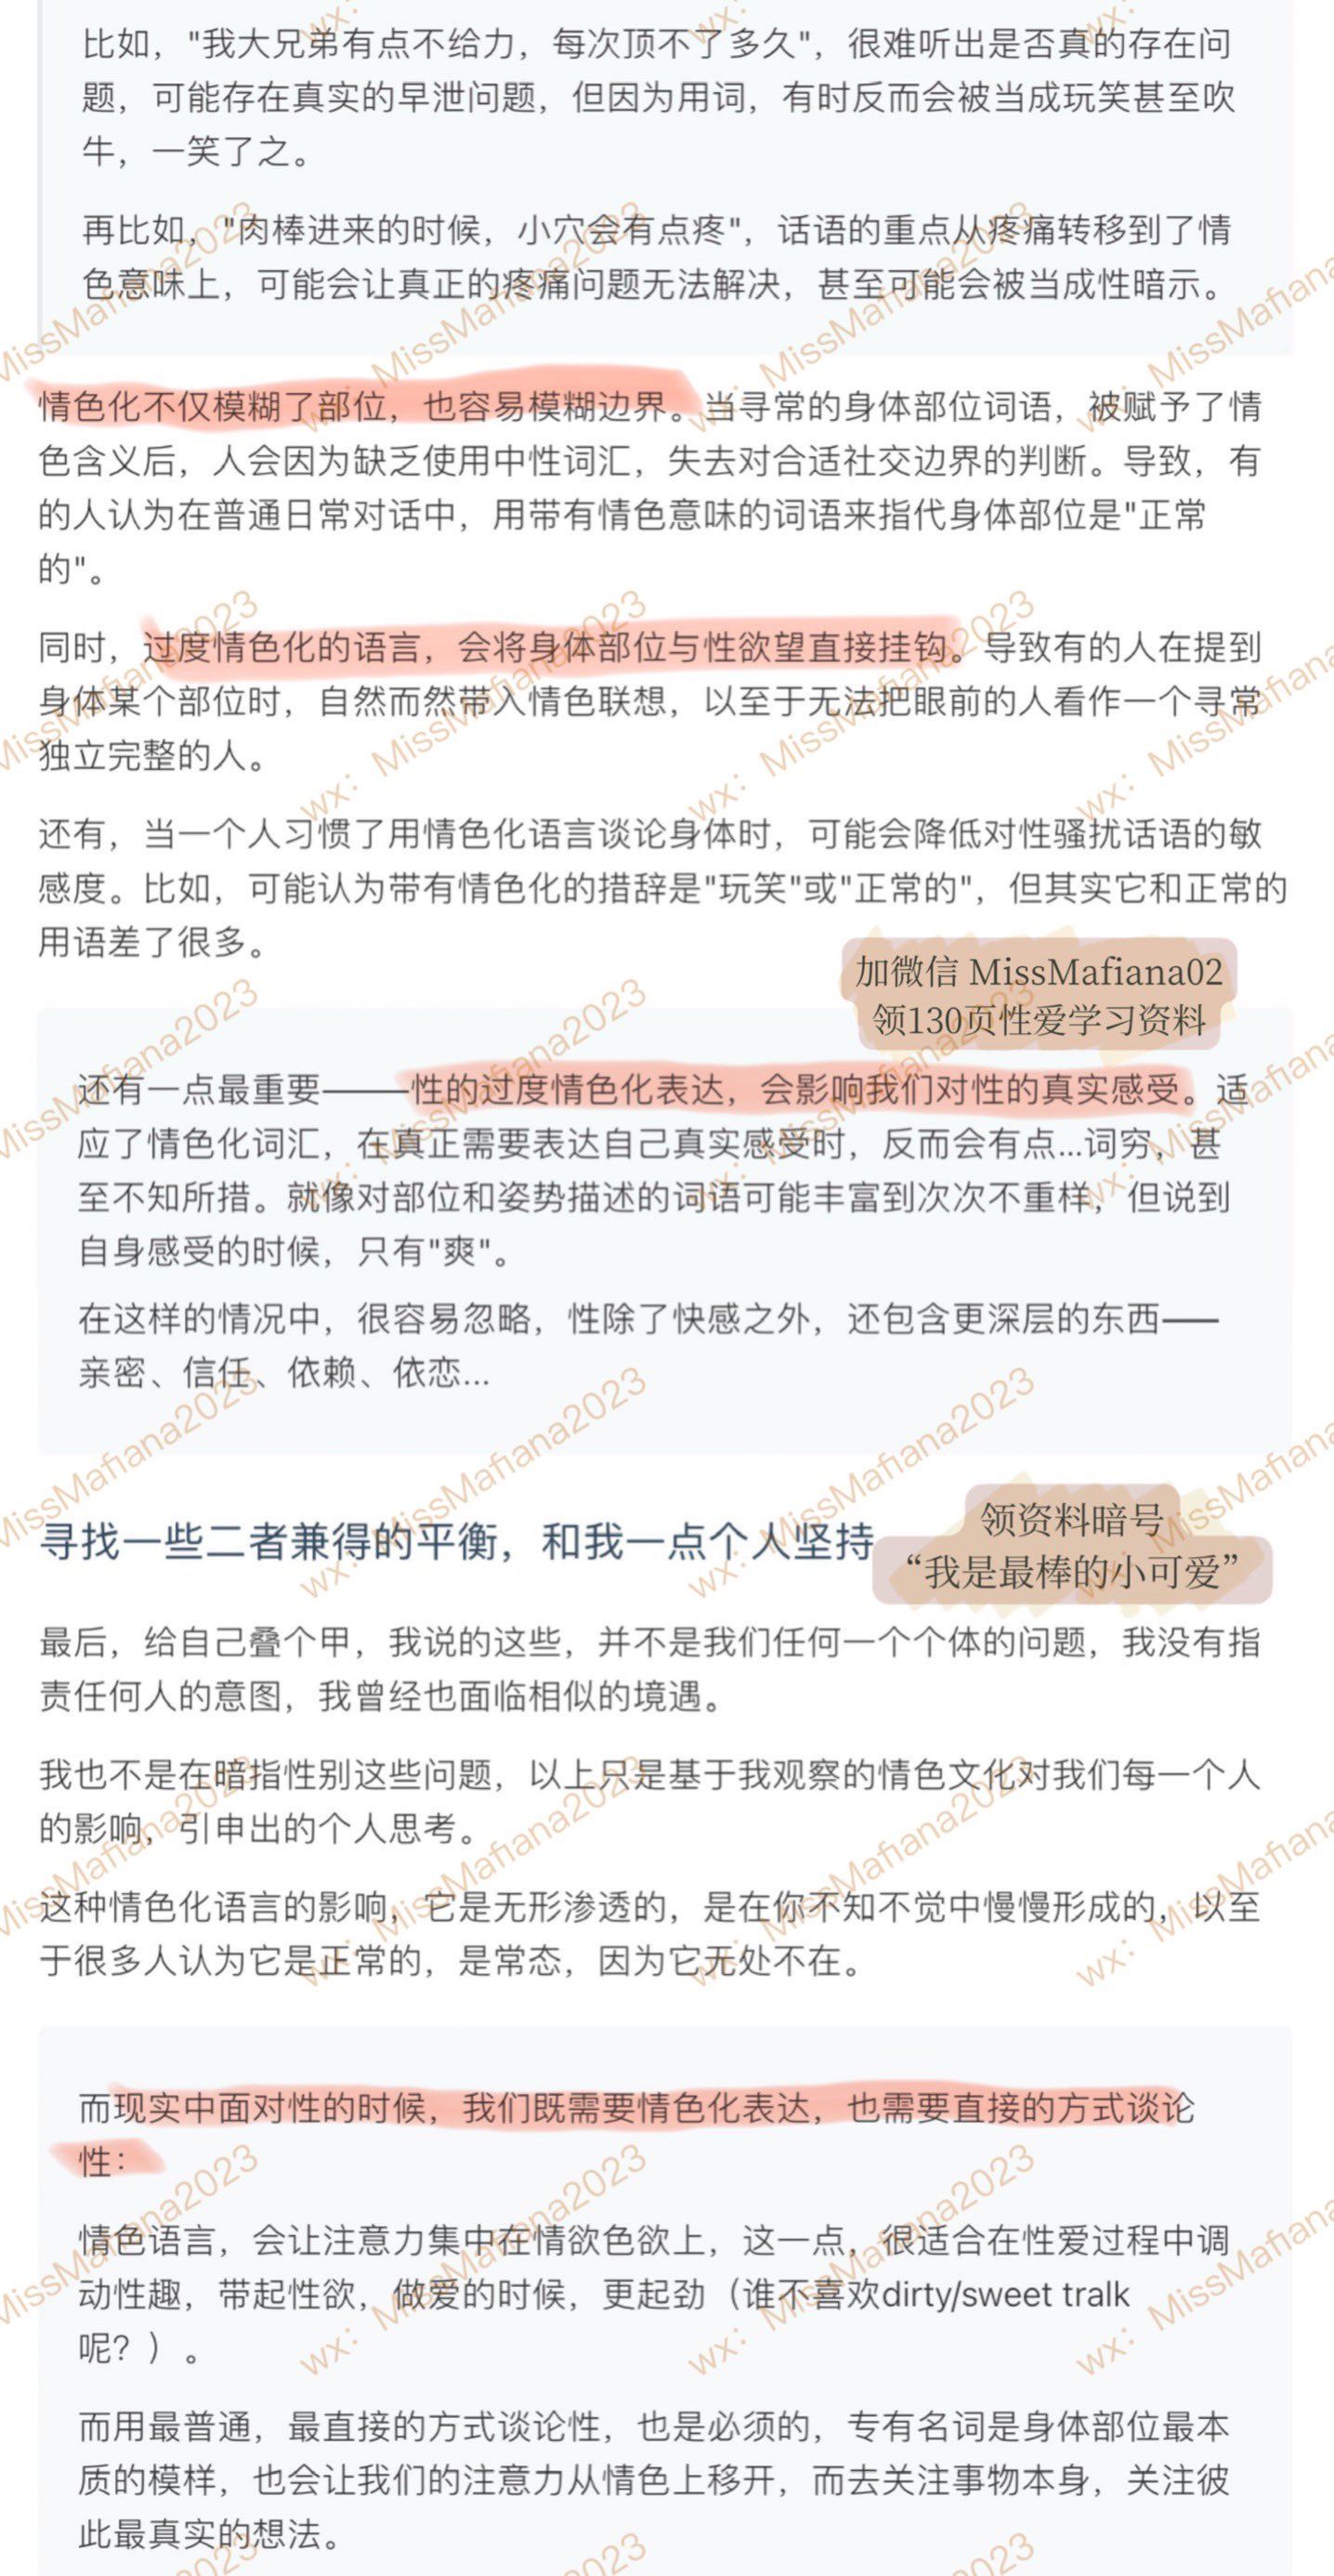 比如，"我大兄弟有点不给力，每次顶不了多久"，很难听出是否真的存在问
题，可能存在真实的早泄问题，但因为用词，有时反而会被当成玩笑甚至吹
牛，一笑了之。
再比如，"肉棒进来的时候，小穴会有点疼"，话语的重点从疼痛转移到了情
色意味上，可能会让真正的疼痛问题无法解决，甚至可能会被当成性暗示。
情色化不仅模糊了部位，也容易模糊边界。当寻常的身体部位词语，被赋予了情
色含义后，人会因为缺乏使用中性词汇，失去对合适社交边界的判断。导致，有
的人认为在普通日常对话中，用带有情色意味的词语来指代身体部位是"正常
的"。
同时，过度情色化的语言，会将身体部位与性欲望直接挂钩。导致有的人在提到
身体某个部位时，自然而然带入情色联想，以至于无法把眼前的人看作一个寻常
独立完整的人。
还有，当一个人习惯了用情色化语言谈论身体时，可能会降低对性骚扰话语的敏
感度。比如，可能认为带有情色化的措辞是"玩笑"或"正常的"，但其实它和正常的
用语差了很多。
加微信 MissMafiana02
领130页性爱学习资料
还有一点最重要——性的过度情色化表达，会影响我们对性的真实感受。适
应了情色化词汇，在真正需要表达自己真实感受时，反而会有点...词穷，甚
至不知所措。就像对部位和姿势描述的词语可能丰富到次次不重样，但说到
自身感受的时候，只有"爽"。
在这样的情况中，很容易忽略，性除了快感之外，还包含更深层的东西——
亲密、信任、依赖、依恋...
寻找一些二者兼得的平衡，和我一点个人坚持
领资料暗号
“我是最棒的小可爱”
最后，给自己叠个甲，我说的这些，并不是我们任何一个个体的问题，我没有指
责任何人的意图，我曾经也面临相似的境遇。
我也不是在暗指性别这些问题，以上只是基于我观察的情色文化对我们每一个人
的影响，引申出的个人思考。
这种情色化语言的影响，它是无形渗透的，是在你不知不觉中慢慢形成的，以至
于很多人认为它是正常的，是常态，因为它无处不在。
而现实中面对性的时候，我们既需要情色化表达，也需要直接的方式谈论
性：
情色语言，会让注意力集中在情欲色欲上，这一点，很适合在性爱过程中调
动性趣，带起性欲，做爱的时候，更起劲（谁不喜欢dirty/sweet tralk
呢？）。
而用最普通，最直接的方式谈论性，也是必须的，专有名词是身体部位最本
质的模样，也会让我们的注意力从情色上移开，而去关注事物本身，关注彼
此最真实的想法。
wx: MissMafiana2023